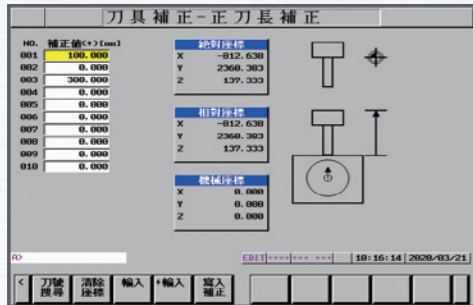 刀具補正-正刀長補正
NO. 補正值(+)[mm]
001 100.000
002 0.000
003 300.000
004 0.000
005 0.000
006 0.000
007 0.000
008 0.000
009 0.000
010 0.000
絕對座標
X -812.638
Y 2360.383
Z 137.333
相對座標
X -812.638
Y 2360.383
Z 137.333
機械座標
X 0.000
Y 0.000
Z 0.000
A>
EDIT **** *** *** 10:16:14 2020/03/21
< 刀號搜尋 清除座標 輸入 +輸入 寫入補正